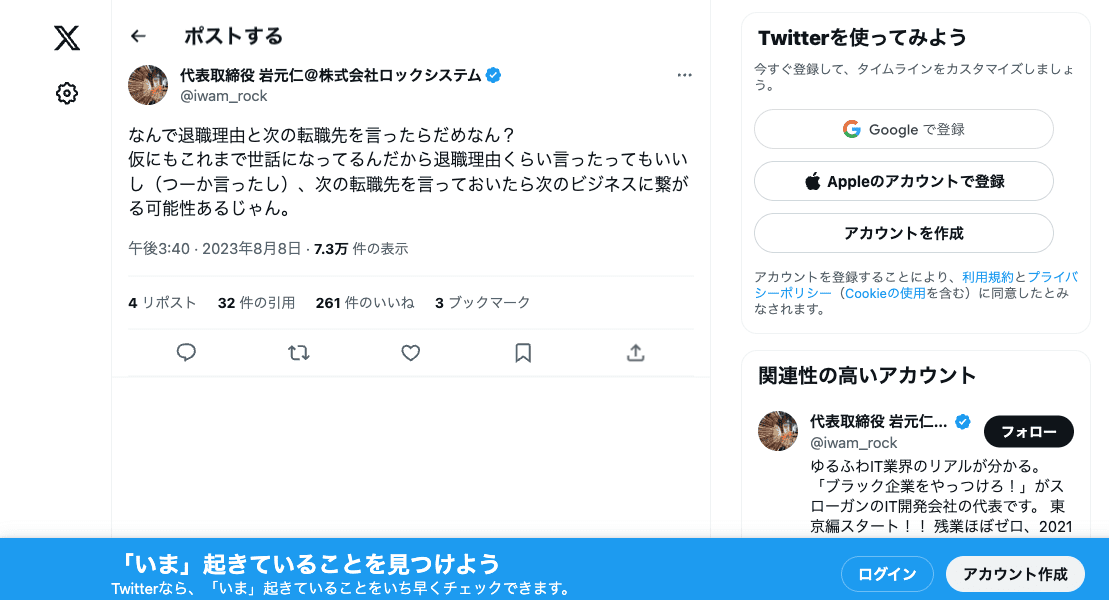 ポストする
代表取締役 岩元仁@株式会社ロックシステム
@iwam_rock
なんで退職理由と次の転職先を言ったらだめなん？
仮にもこれまで世話になってるんだから退職理由くらい言ったってもいい
し（つーか言ったし）、次の転職先を言っておいたら次のビジネスに繋が
る可能性あるじゃん。
午後3:40 · 2023年8月8日 · 7.3万 件の表示
4 リポスト 32 件の引用 261 件のいいね 3 ブックマーク
Twitterを使ってみよう
今すぐ登録して、タイムラインをカスタマイズしましょ
う。
Google で登録
Appleのアカウントで登録
アカウントを作成
アカウントを登録することにより、利用規約とプライバ
シーポリシー（Cookieの使用を含む）に同意したとみ
なされます。
関連性の高いアカウント
代表取締役 岩元仁...
@iwam_rock
フォロー
ゆるふわIT業界のリアルが分かる。
「ブラック企業をやっつけろ！」がス
ローガンのIT開発会社の代表です。 東
京編スタート！！ 残業ほぼゼロ、2021
「いま」起きていることを見つけよう
Twitterなら、「いま」起きていることをいち早くチェックできます。
ログイン
アカウント作成